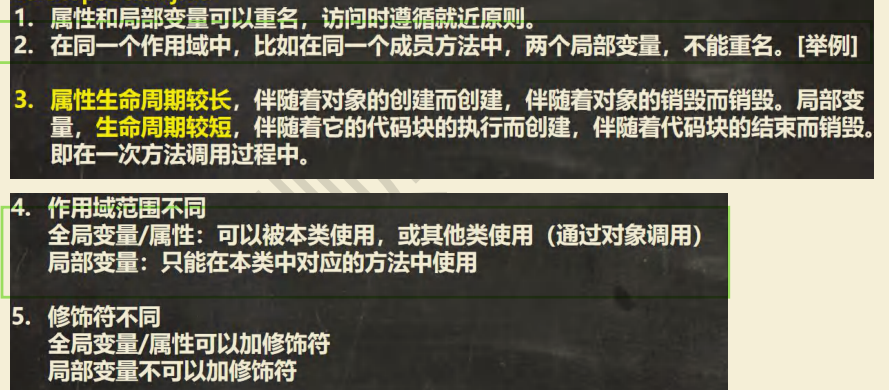 1. 属性和局部变量可以重名，访问时遵循就近原则。
2. 在同一个作用域中，比如在同一个成员方法中，两个局部变量，不能重名。[举例]
3. 属性生命周期较长，伴随着对象的创建而创建，伴随着对象的销毁而销毁。局部变
量，生命周期较短，伴随着它的代码块的执行而创建，伴随着代码块的结束而销毁。
即在一次方法调用过程中。
4. 作用域范围不同
全局变量/属性：可以被本类使用，或其他类使用（通过对象调用）
局部变量：只能在本类中对应的方法中使用
5. 修饰符不同
全局变量/属性可以加修饰符
局部变量不可以加修饰符